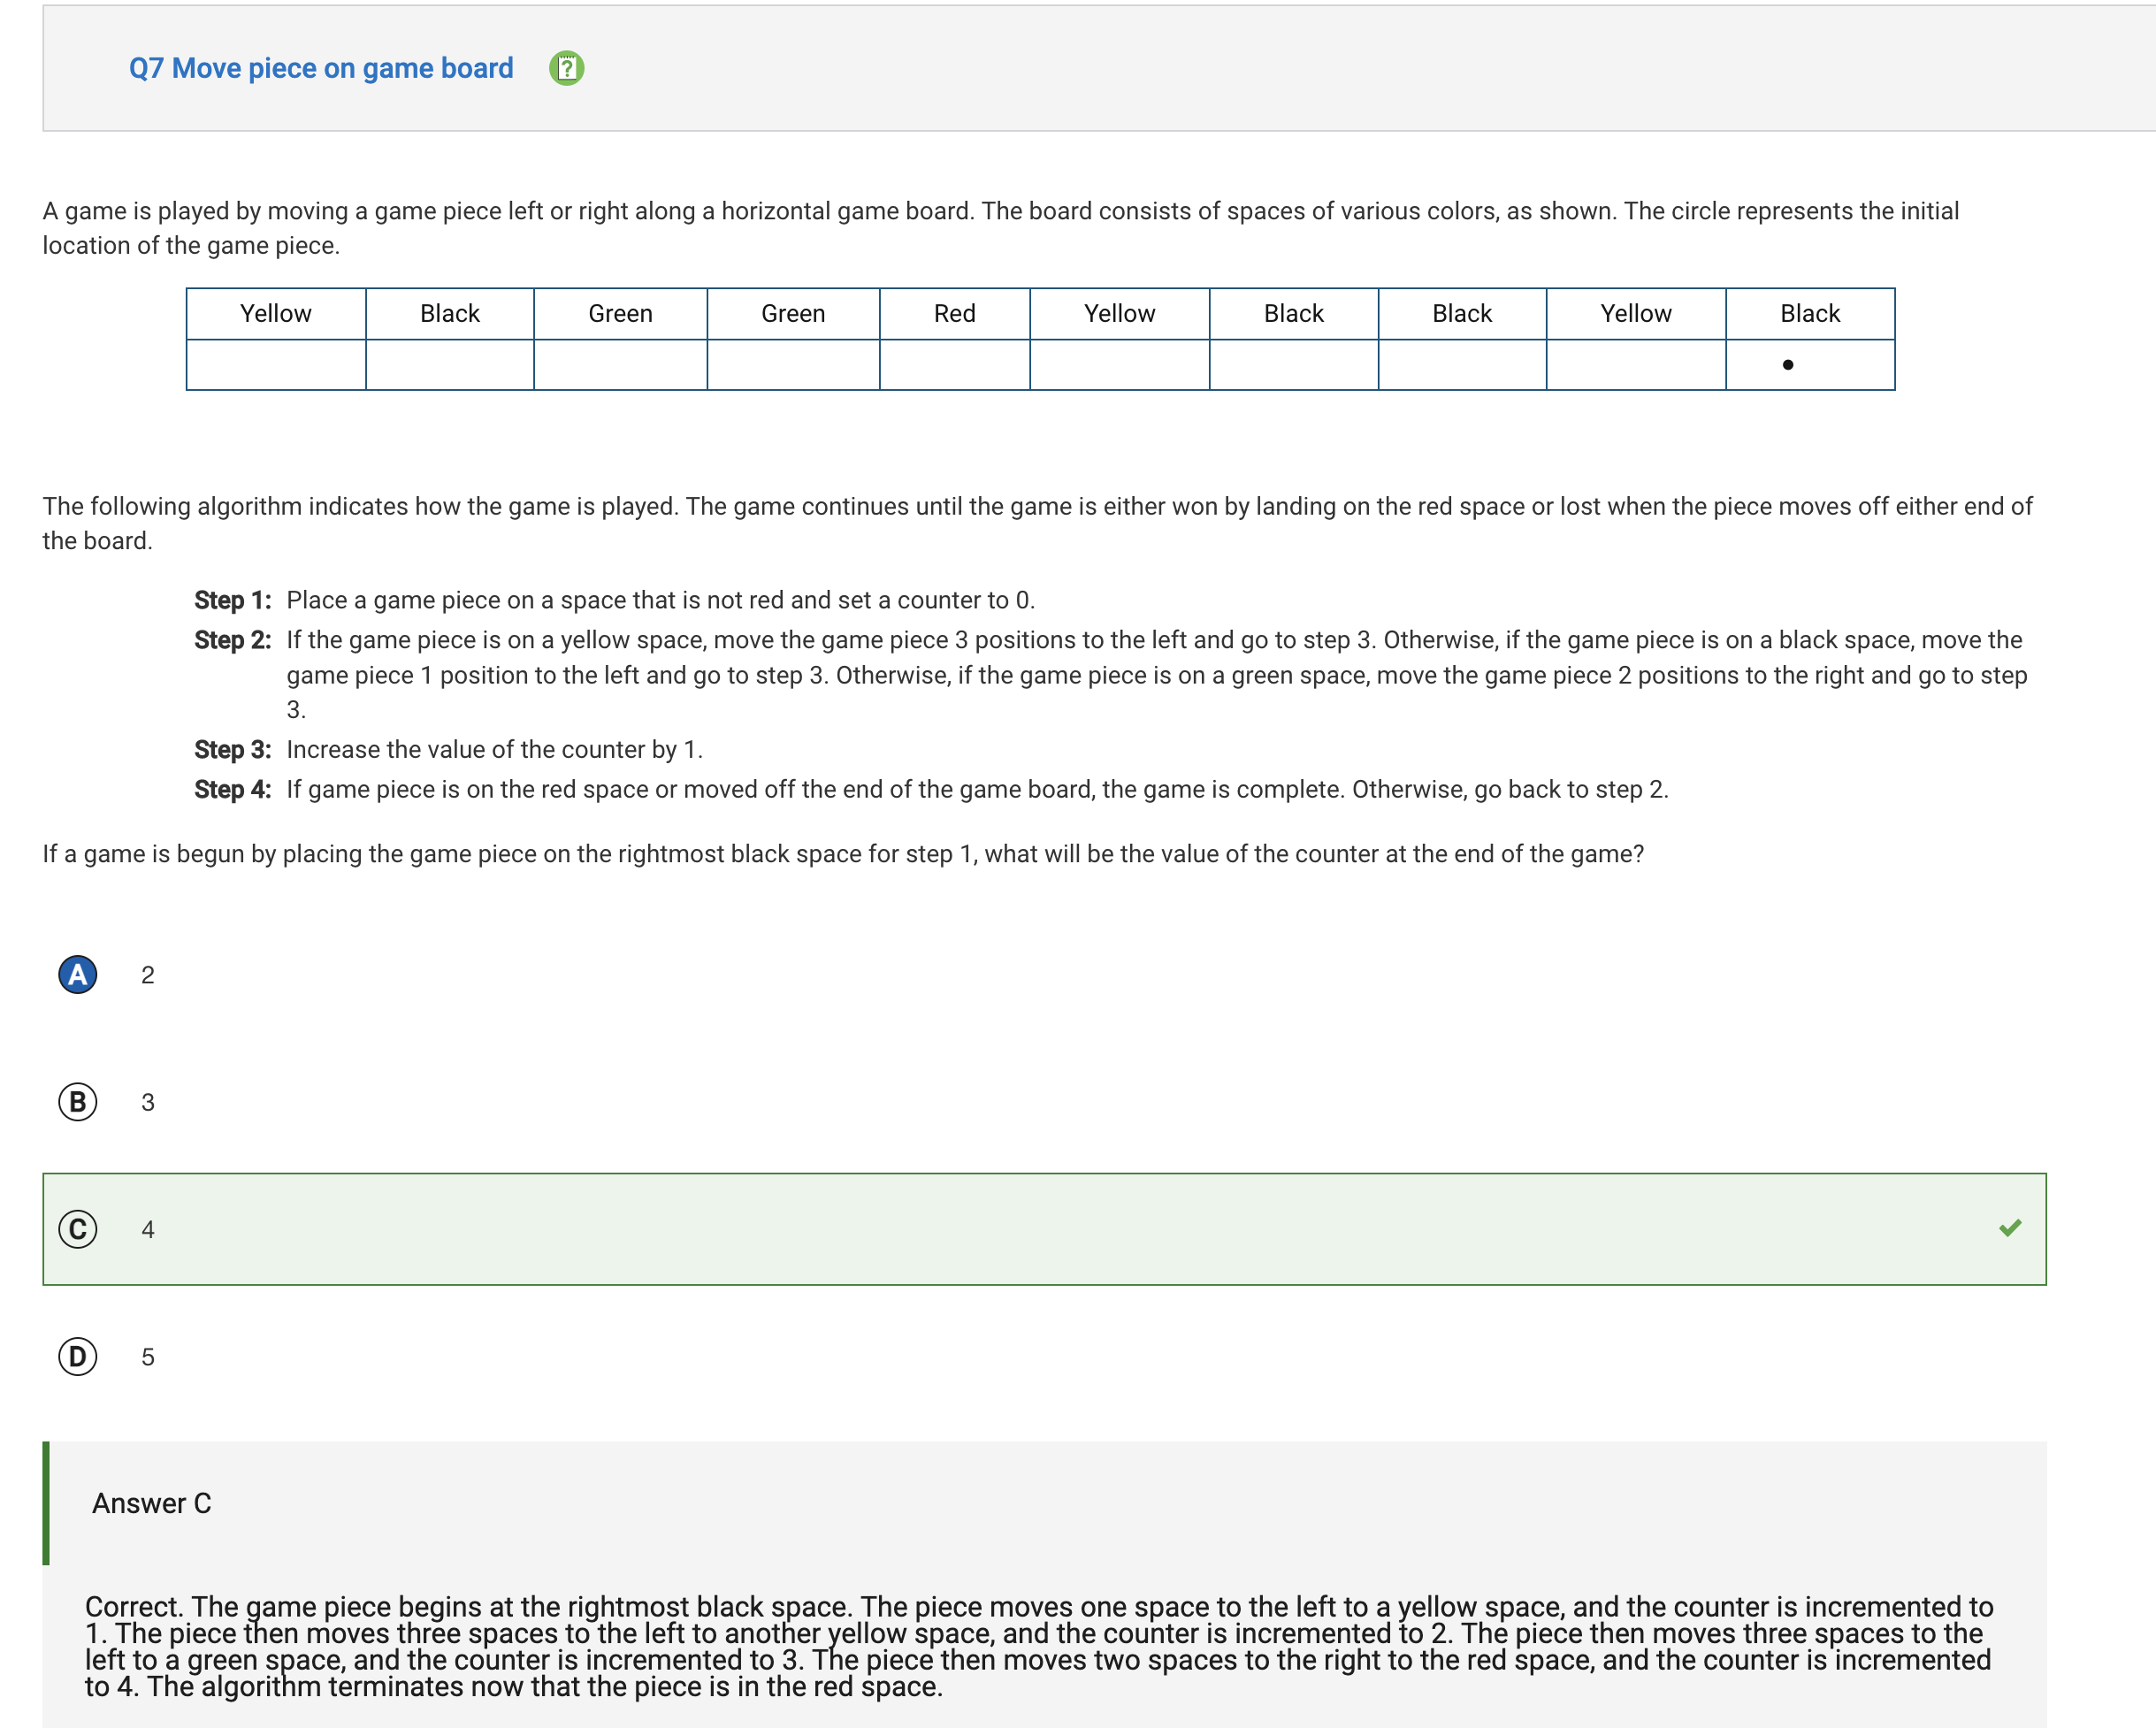 Q7 Move piece on game board
A game is played by moving a game piece left or right along a horizontal game board. The board consists of spaces of various colors, as shown. The circle represents the initial
location of the game piece.
Yellow Black Green Green Red Yellow Black Black Yellow Black
The following algorithm indicates how the game is played. The game continues until the game is either won by landing on the red space or lost when the piece moves off either end of
the board.
Step 1: Place a game piece on a space that is not red and set a counter to 0.
Step 2: If the game piece is on a yellow space, move the game piece 3 positions to the left and go to step 3. Otherwise, if the game piece is on a black space, move the
game piece 1 position to the left and go to step 3. Otherwise, if the game piece is on a green space, move the game piece 2 positions to the right and go to step
3.
Step 3: Increase the value of the counter by 1.
Step 4: If game piece is on the red space or moved off the end of the game board, the game is complete. Otherwise, go back to step 2.
If a game is begun by placing the game piece on the rightmost black space for step 1, what will be the value of the counter at the end of the game?
A 2
B 3
C 4
D 5
Answer C
Correct. The game piece begins at the rightmost black space. The piece moves one space to the left to a yellow space, and the counter is incremented to
1. The piece then moves three spaces to the left to another yellow space, and the counter is incremented to 2. The piece then moves three spaces to the
left to a green space, and the counter is incremented to 3. The piece then moves two spaces to the right to the red space, and the counter is incremented
to 4. The algorithm terminates now that the piece is in the red space.